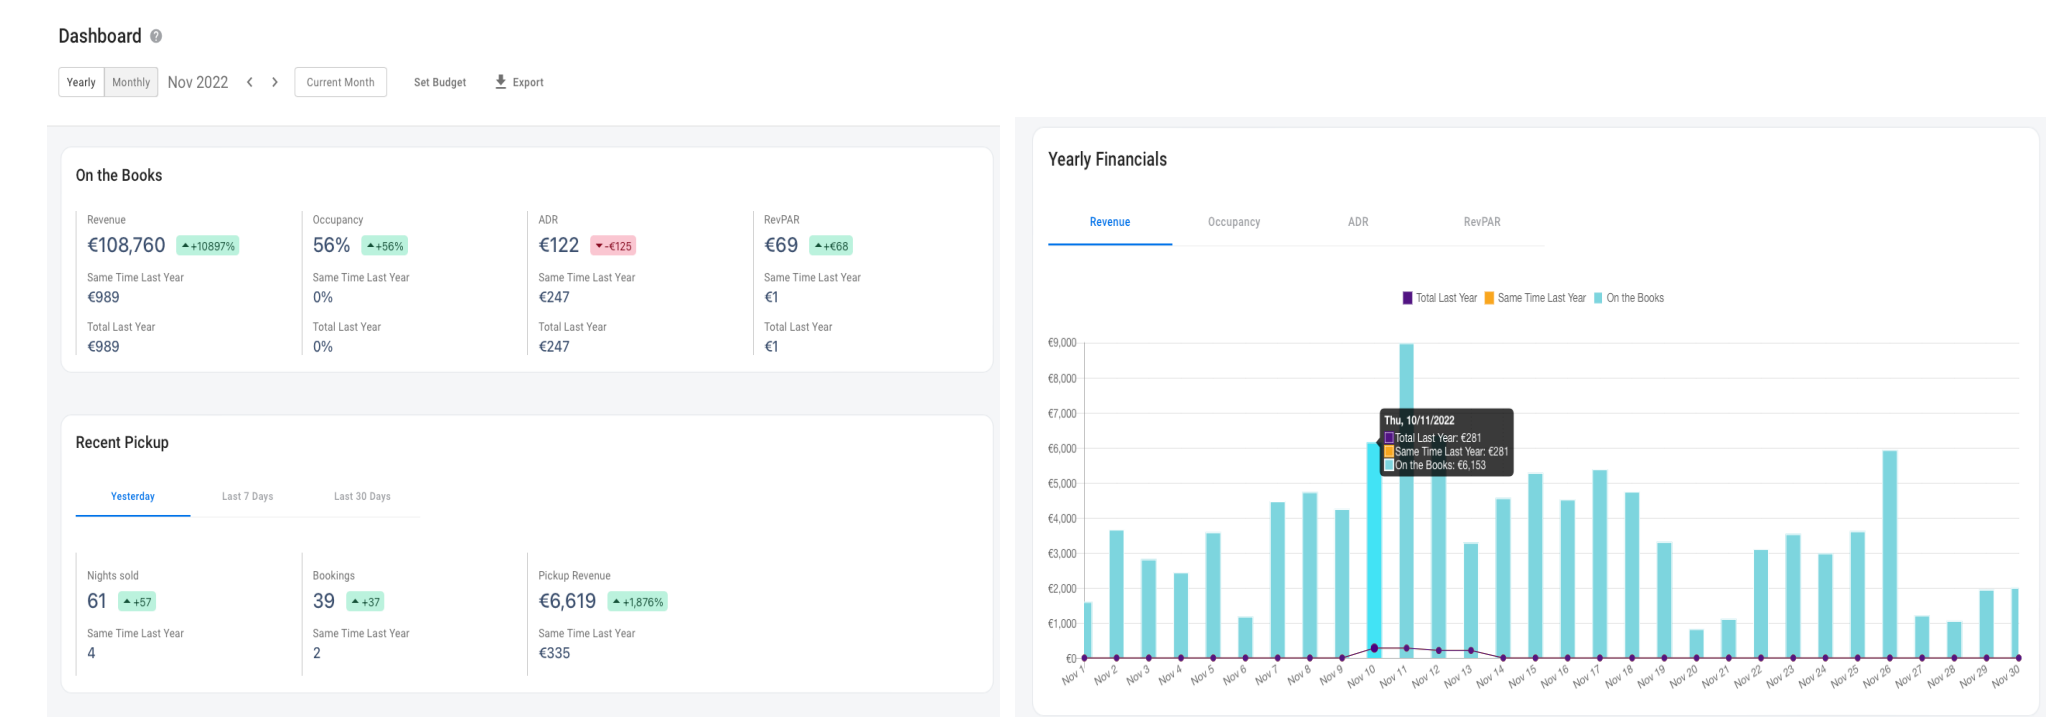 Dashboard ?
Yearly Monthly Nov 2022 < > Current Month Set Budget Export
On the Books
Revenue Occupancy ADR RevPAR
€108,760 +10897% 56% +56% €122 -€125 €69 +€68
Same Time Last Year Same Time Last Year Same Time Last Year Same Time Last Year
€989 0% €247 €1
Total Last Year Total Last Year Total Last Year Total Last Year
€989 0% €247 €1
Recent Pickup
Yesterday Last 7 Days Last 30 Days
Nights sold Bookings Pickup Revenue
61 +57 39 +37 €6,619 +1,876%
Same Time Last Year Same Time Last Year Same Time Last Year
4 2 €335
Yearly Financials
Revenue Occupancy ADR RevPAR
Total Last Year Same Time Last Year On the Books
€9,000
€8,000
€7,000
€6,000
€5,000
€4,000
€3,000
€2,000
€1,000
€0
Thu, 10/11/2022
Total Last Year: €281
Same Time Last Year: €281
On the Books: €6,153
Nov 1 Nov 2 Nov 3 Nov 4 Nov 5 Nov 6 Nov 7 Nov 8 Nov 9 Nov 10 Nov 11 Nov 12 Nov 13 Nov 14 Nov 15 Nov 16 Nov 17 Nov 18 Nov 19 Nov 20 Nov 21 Nov 22 Nov 23 Nov 24 Nov 25 Nov 26 Nov 27 Nov 28 Nov 29 Nov 30